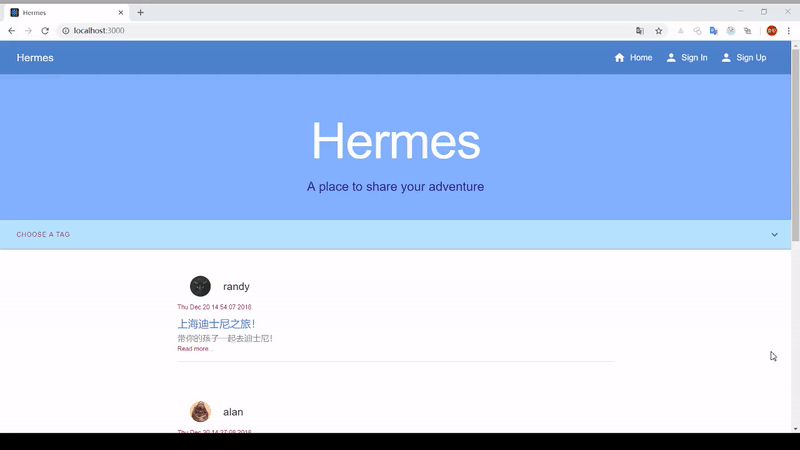 Hermes
localhost:3000
Hermes
Home
Sign In
Sign Up
Hermes
A place to share your adventure
CHOOSE A TAG
randy
Thu Dec 20 14:54:07 2018
上海迪士尼之旅!
带你的孩子一起去迪士尼!
Read more...
alan
Thu Dec 20 14:27:08 2018